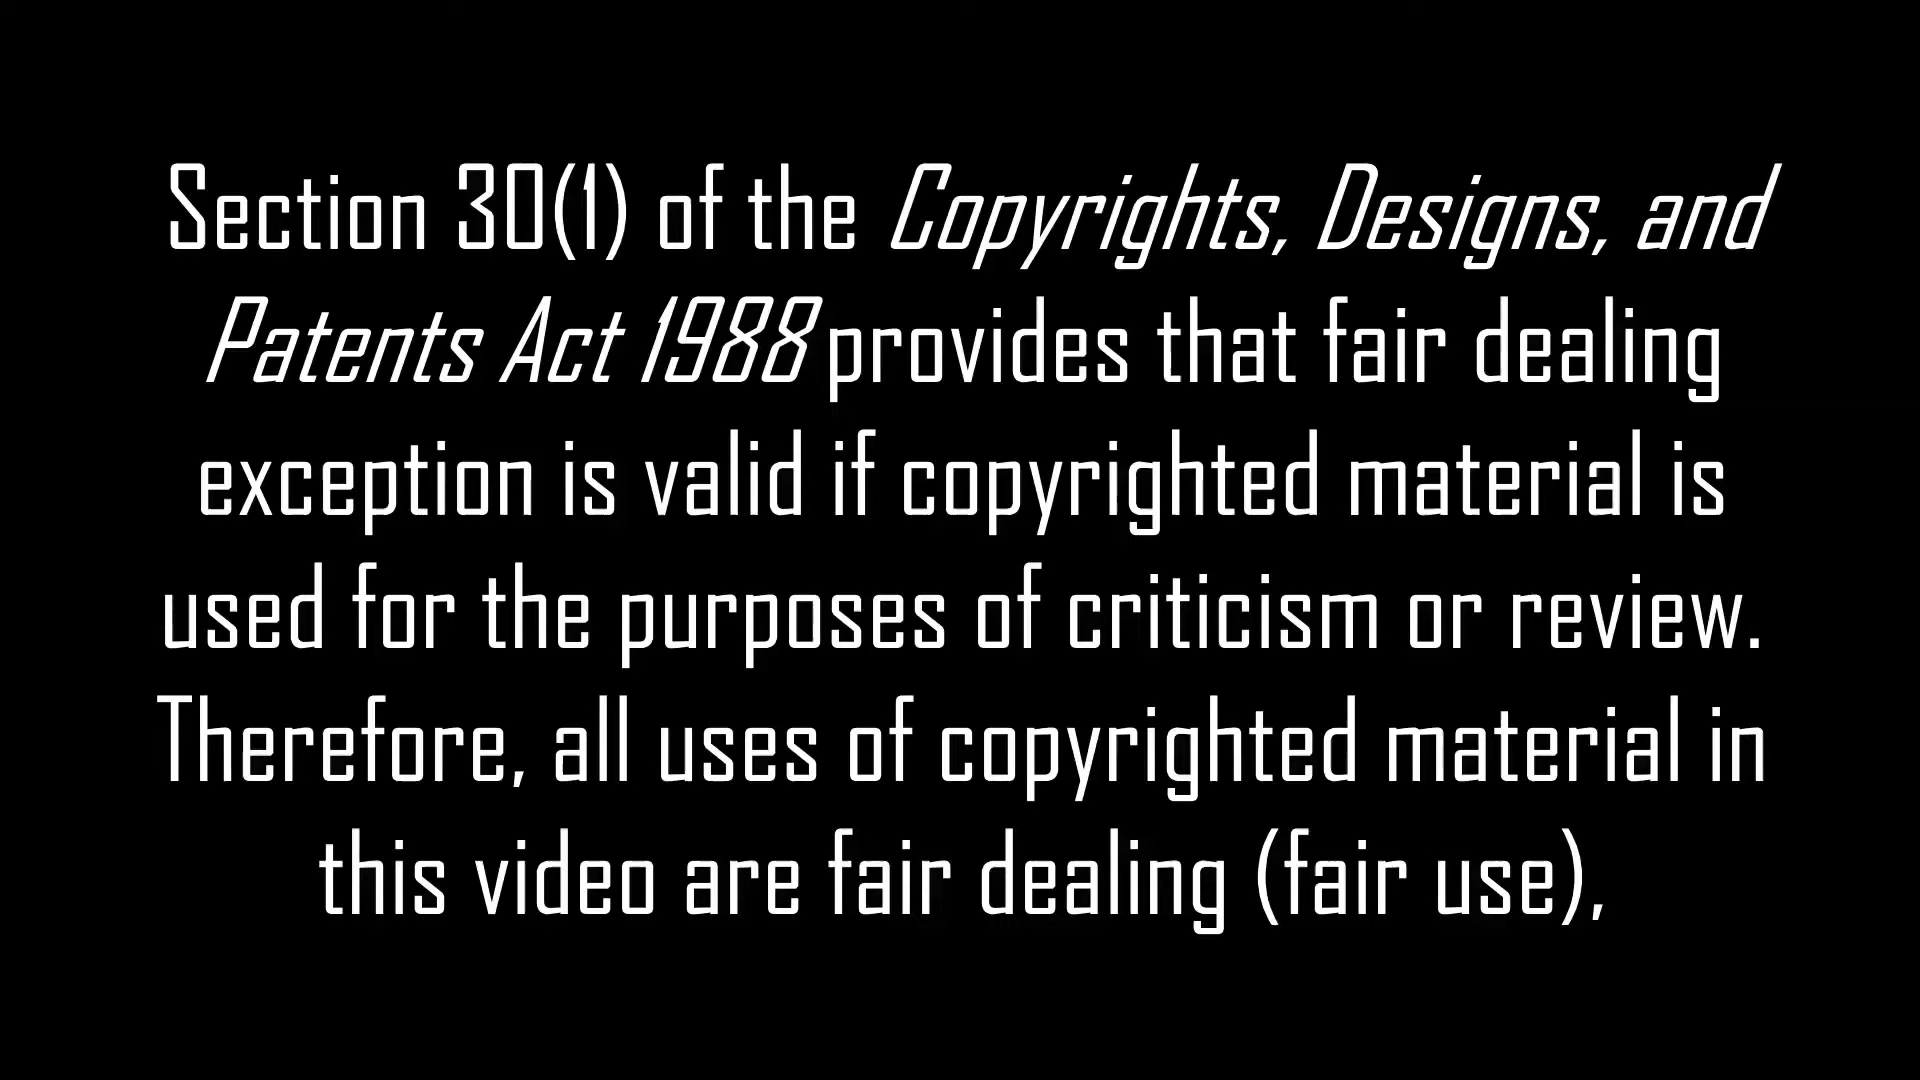 Section 30(1) of the Copyrights, Designs, and
Patents Act 1988 provides that fair dealing
exception is valid if copyrighted material is
used for the purposes of criticism or review.
Therefore, all uses of copyrighted material in
this video are fair dealing (fair use),